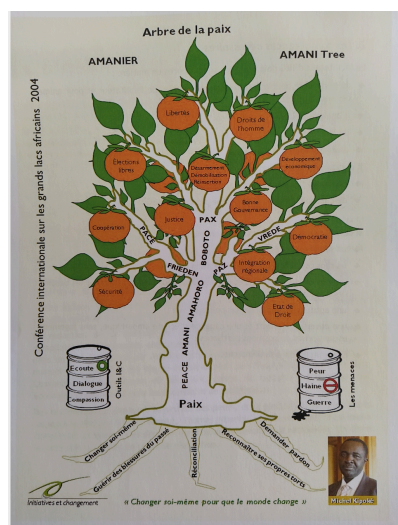 Arbre de la paix
AMANIER
AMANI Tree
Conférence internationale sur les grands lacs africains 2004
Libertés
Droits de
l'homme
Élections
libres
Désarmement
Démobilisation
Réinsertion
Développement
économique
Coopération
Justice
PAX
Bonne
Gouvernance
Démocratie
PACE
BOBOTO
VREDE
FRIEDEN
PAZ
Intégration
régionale
Sécurité
Etat de
Droit
PEACE AMANI AMAHORO
Ecoute
Dialogue
Compassion
Outils I&C
Peur
Haine
Guerre
Les menaces
Paix
Changer soi-même
Guérir des blessures du passé
Réconciliation
Reconnaître ses propres torts
Demander pardon
Initiatives et changement
« Changer soi-même pour que le monde change »
Michel Kipoke